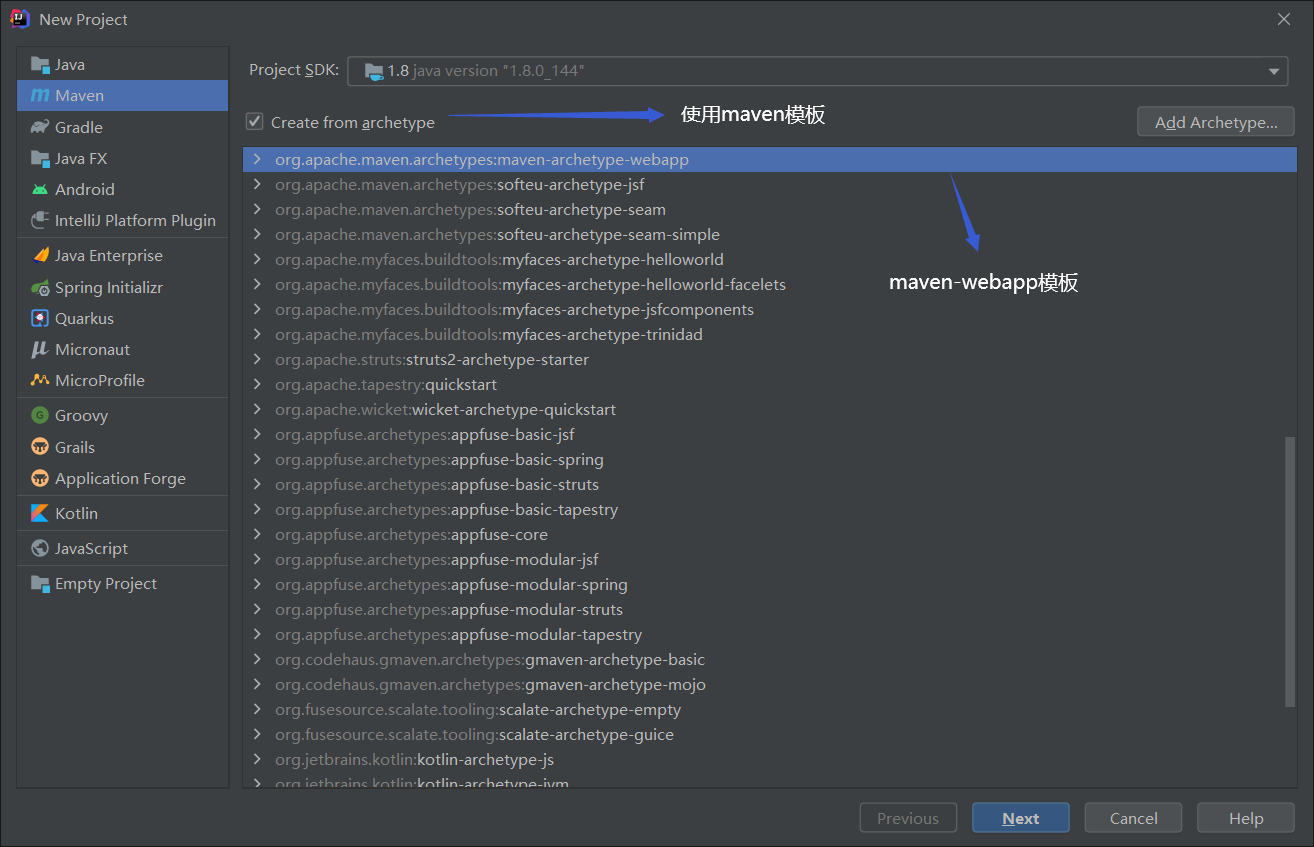 New Project
Java
Maven
Gradle
Java FX
Android
IntelliJ Platform Plugin
Java Enterprise
Spring Initializr
Quarkus
Micronaut
MicroProfile
Groovy
Grails
Application Forge
Kotlin
JavaScript
Empty Project
Project SDK: 1.8 java version "1.8.0_144"
Create from archetype 使用maven模板 Add Archetype...
org.apache.maven.archetypes:maven-archetype-webapp
org.apache.maven.archetypes:softeu-archetype-jsf
org.apache.maven.archetypes:softeu-archetype-seam
org.apache.maven.archetypes:softeu-archetype-seam-simple
org.apache.myfaces.buildtools:myfaces-archetype-helloworld
org.apache.myfaces.buildtools:myfaces-archetype-helloworld-facelets
maven-webapp模板
org.apache.myfaces.buildtools:myfaces-archetype-jsfcomponents
org.apache.myfaces.buildtools:myfaces-archetype-trinidad
org.apache.struts:struts2-archetype-starter
org.apache.tapestry:quickstart
org.apache.wicket:wicket-archetype-quickstart
org.appfuse.archetypes:appfuse-basic-jsf
org.appfuse.archetypes:appfuse-basic-spring
org.appfuse.archetypes:appfuse-basic-struts
org.appfuse.archetypes:appfuse-basic-tapestry
org.appfuse.archetypes:appfuse-core
org.appfuse.archetypes:appfuse-modular-jsf
org.appfuse.archetypes:appfuse-modular-spring
org.appfuse.archetypes:appfuse-modular-struts
org.appfuse.archetypes:appfuse-modular-tapestry
org.codehaus.gmaven.archetypes:gmaven-archetype-basic
org.codehaus.gmaven.archetypes:gmaven-archetype-mojo
org.fusesource.scalate.tooling:scalate-archetype-empty
org.fusesource.scalate.tooling:scalate-archetype-guice
org.jetbrains.kotlin:kotlin-archetype-js
org.jetbrains.kotlin:kotlin-archetype-jvm
Previous Next Cancel Help